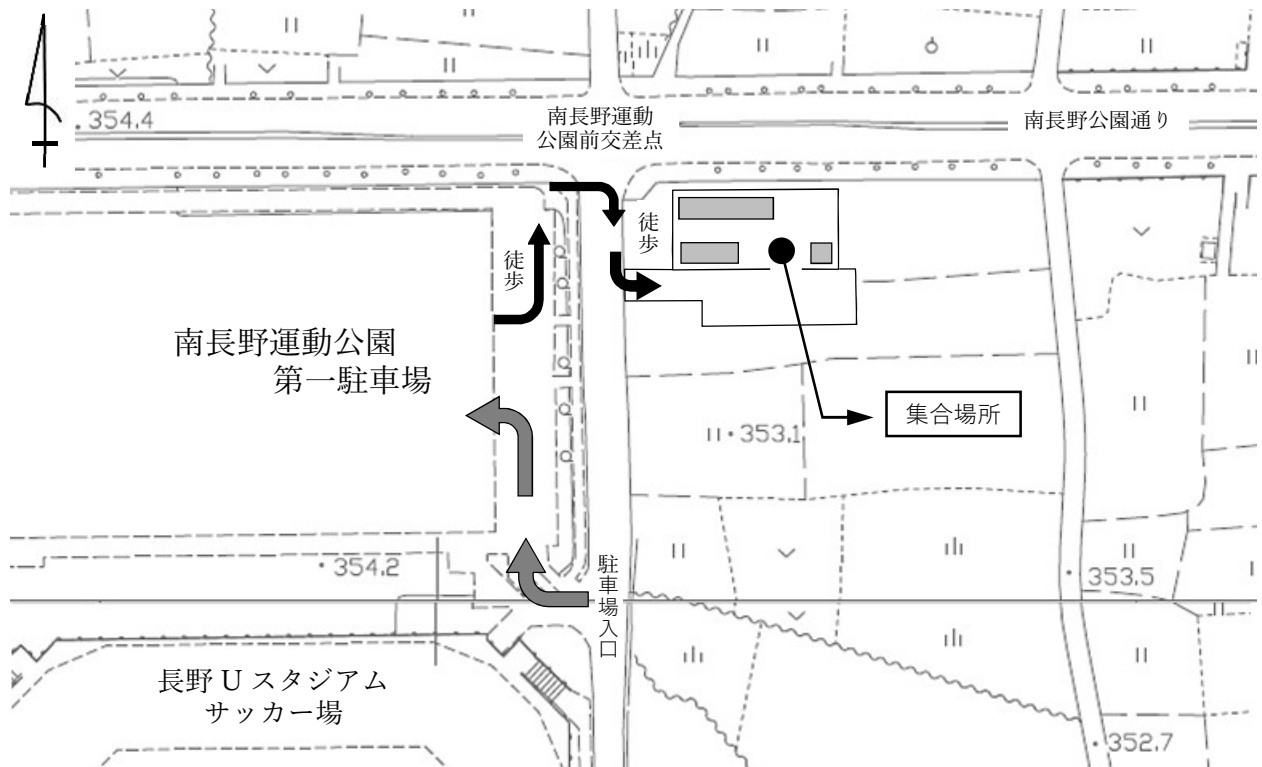 354.4
南長野運動
公園前交差点
南長野公園通り
徒歩
徒歩
南長野運動公園
第一駐車場
集合場所
353.1
354.2
駐車場入口
353.5
長野 U スタジアム
サッカー場
352.7